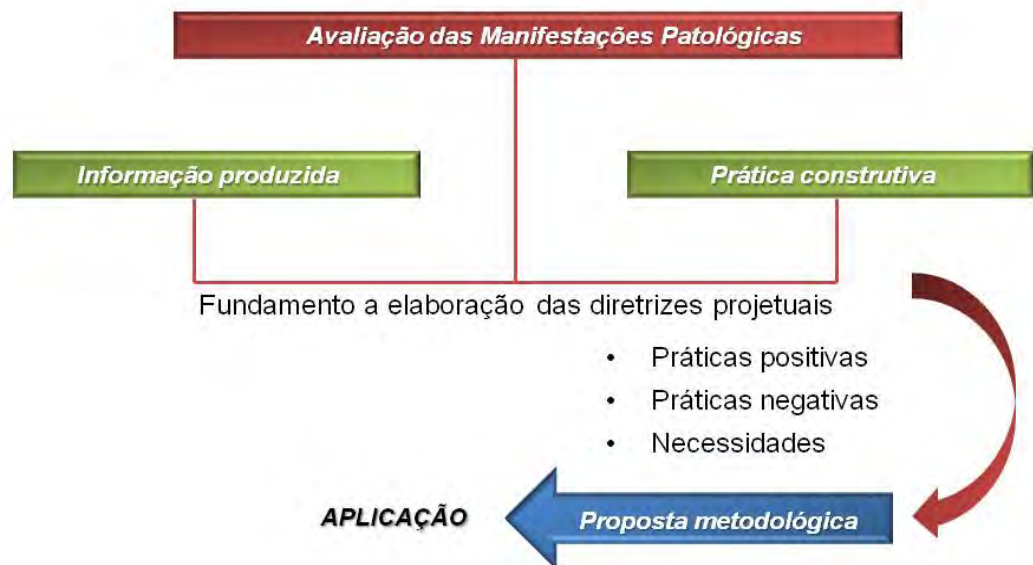 Avaliação das Manifestações Patológicas
Informação produzida
Prática construtiva
Fundamento a elaboração das diretrizes projetuais
• Práticas positivas
• Práticas negativas
• Necessidades
APLICAÇÃO
Proposta metodológica